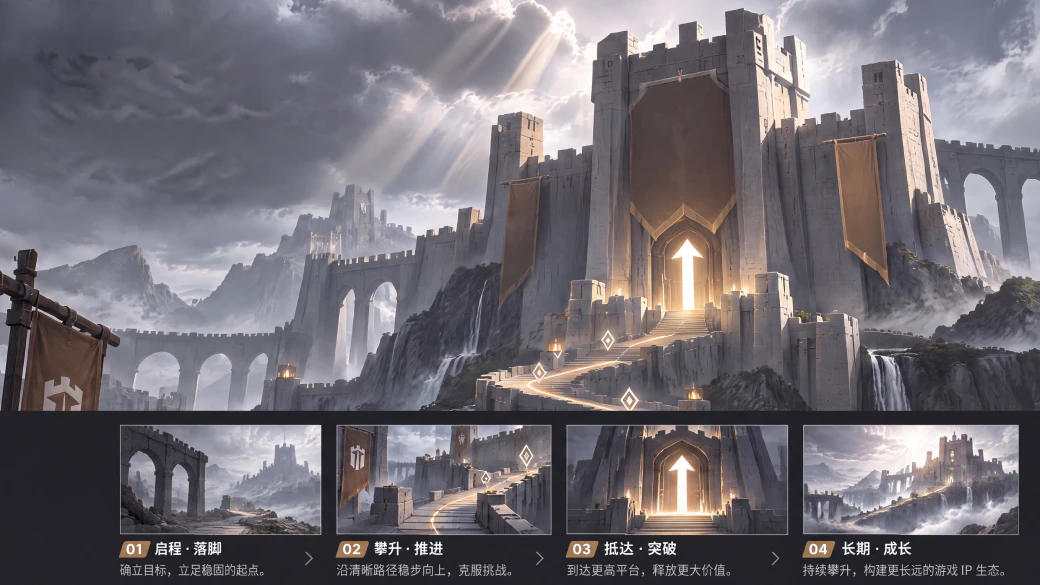 01 启程 · 落脚
确立目标，立足稳固的起点。
02 攀升 · 推进
沿清晰路径稳步向上，克服挑战。
03 抵达 · 突破
到达更高平台，释放更大价值。
04 长期 · 成长
持续攀升，构建更长远的游戏 IP 生态。